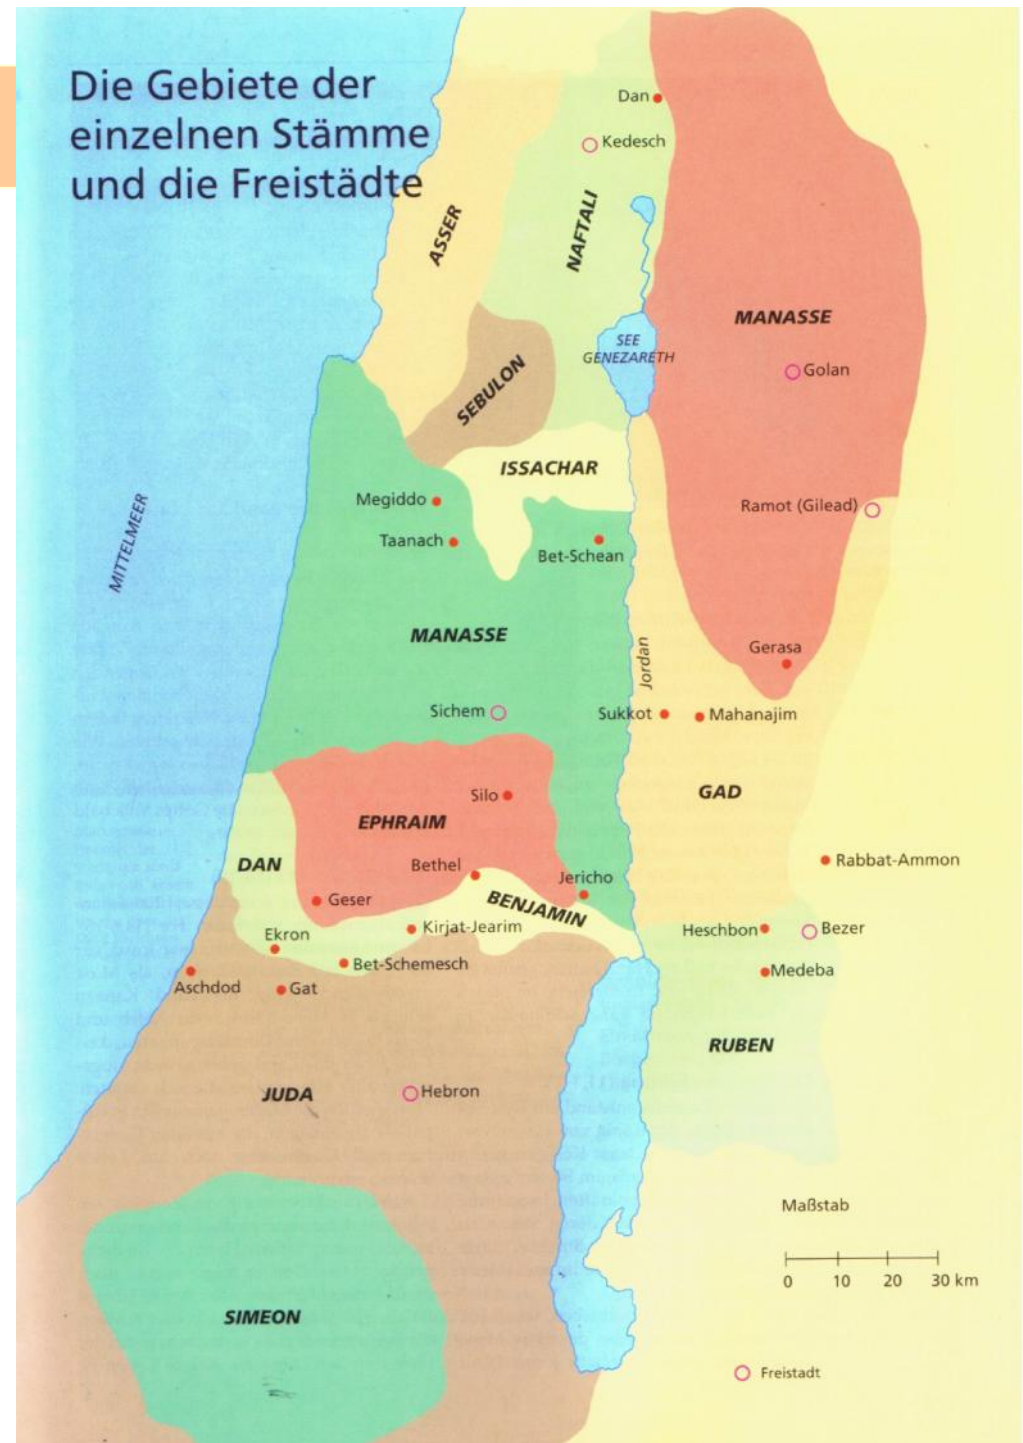 Die Gebiete der
einzelnen Stämme
und die Freistädte
Dan
Kedesch
NAFTALI
ASSER
MANASSE
SEE
GENEZARETH
Golan
SEBULON
ISSACHAR
Megiddo
Ramot (Gilead)
Taanach
Bet-Schean
MITTELMEER
MANASSE
Jordan
Gerasa
Sichem
Sukkot
Mahanajim
GAD
Silo
EPHRAIM
DAN
Bethel
Rabbat-Ammon
Jericho
Geser
BENJAMIN
Kirjat-Jearim
Heschbon
Bezer
Ekron
Bet-Schemesch
Medeba
Aschdod
Gat
RUBEN
JUDA
Hebron
Maßstab
0 10 20 30 km
SIMEON
Freistadt